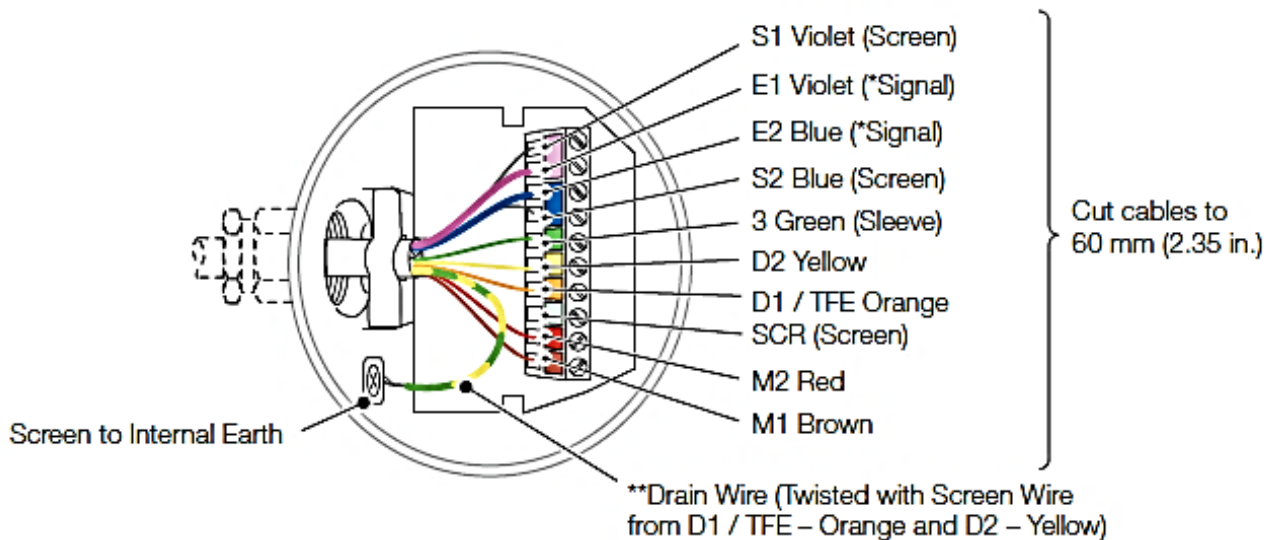 S1 Violet (Screen)
E1 Violet (*Signal)
E2 Blue (*Signal)
S2 Blue (Screen)
3 Green (Sleeve)
D2 Yellow
D1 / TFE Orange
SCR (Screen)
M2 Red
M1 Brown
Cut cables to
60 mm (2.35 in.)
Screen to Internal Earth
**Drain Wire (Twisted with Screen Wire
from D1 / TFE – Orange and D2 – Yellow)